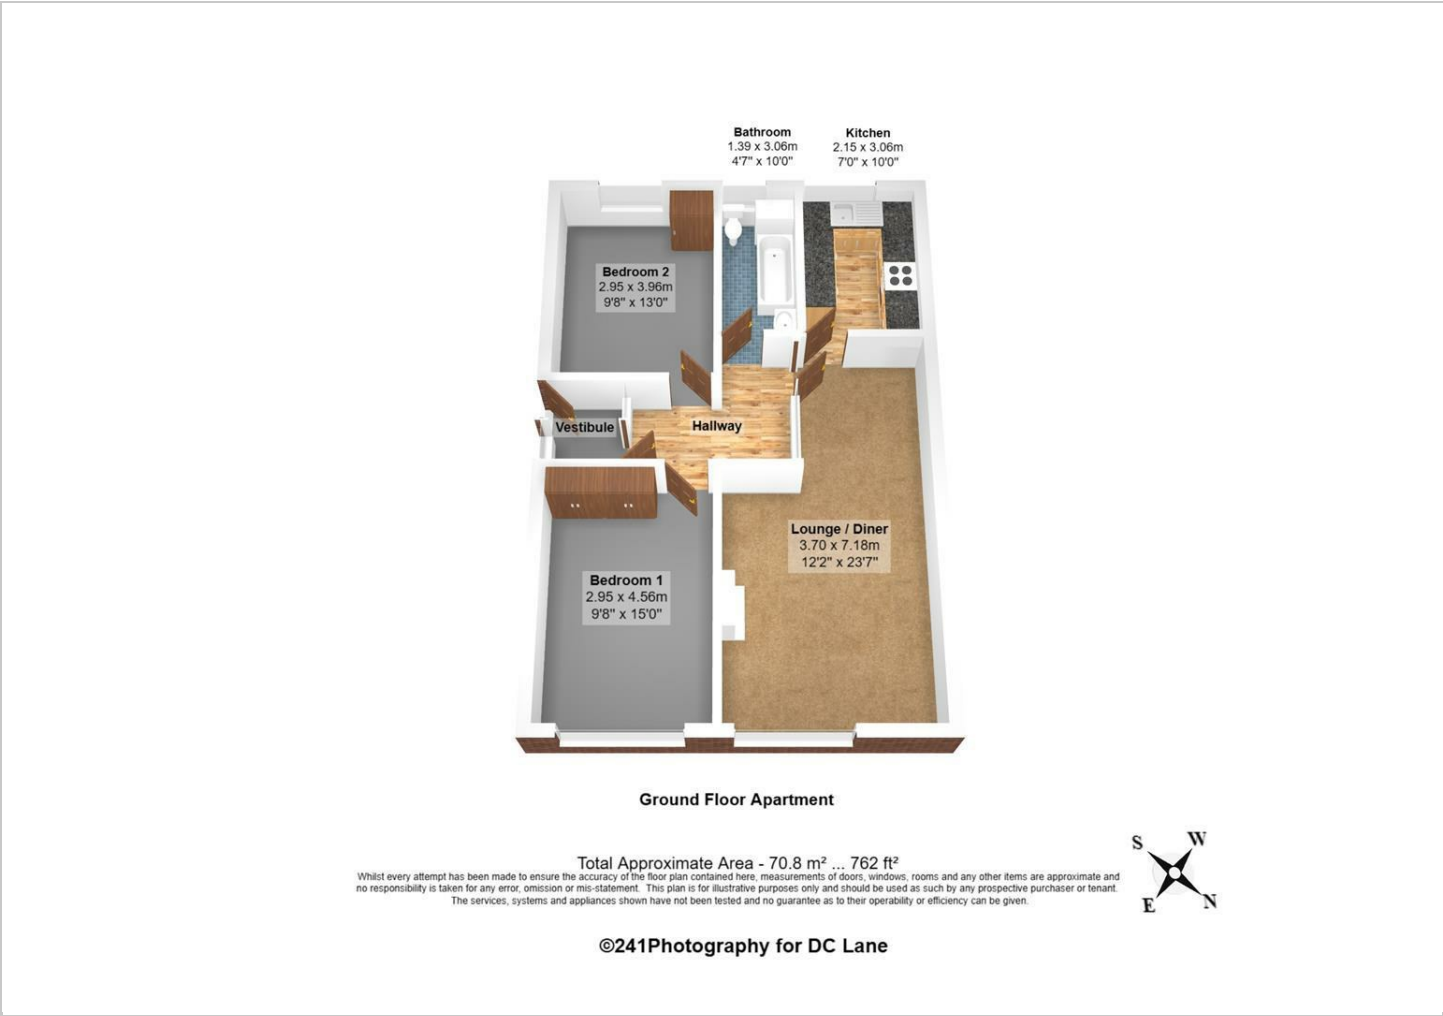 Bathroom
1.39 x 3.06m
4'7" x 10'0"
Kitchen
2.15 x 3.06m
7'0" x 10'0"
Bedroom 2
2.95 x 3.96m
9'8" x 13'0"
Vestibule
Hallway
Lounge / Diner
3.70 x 7.18m
12'2" x 23'7"
Bedroom 1
2.95 x 4.56m
9'8" x 15'0"
Ground Floor Apartment
Total Approximate Area - 70.8 m² ... 762 ft²
Whilst every attempt has been made to ensure the accuracy of the floor plan contained here, measurements of doors, windows, rooms and any other items are approximate and
no responsibility is taken for any error, omission or mis-statement. This plan is for illustrative purposes only and should be used as such by any prospective purchaser or tenant.
The services, systems and appliances shown have not been tested and no guarantee as to their operability or efficiency can be given.
S W
E N
©241Photography for DC Lane